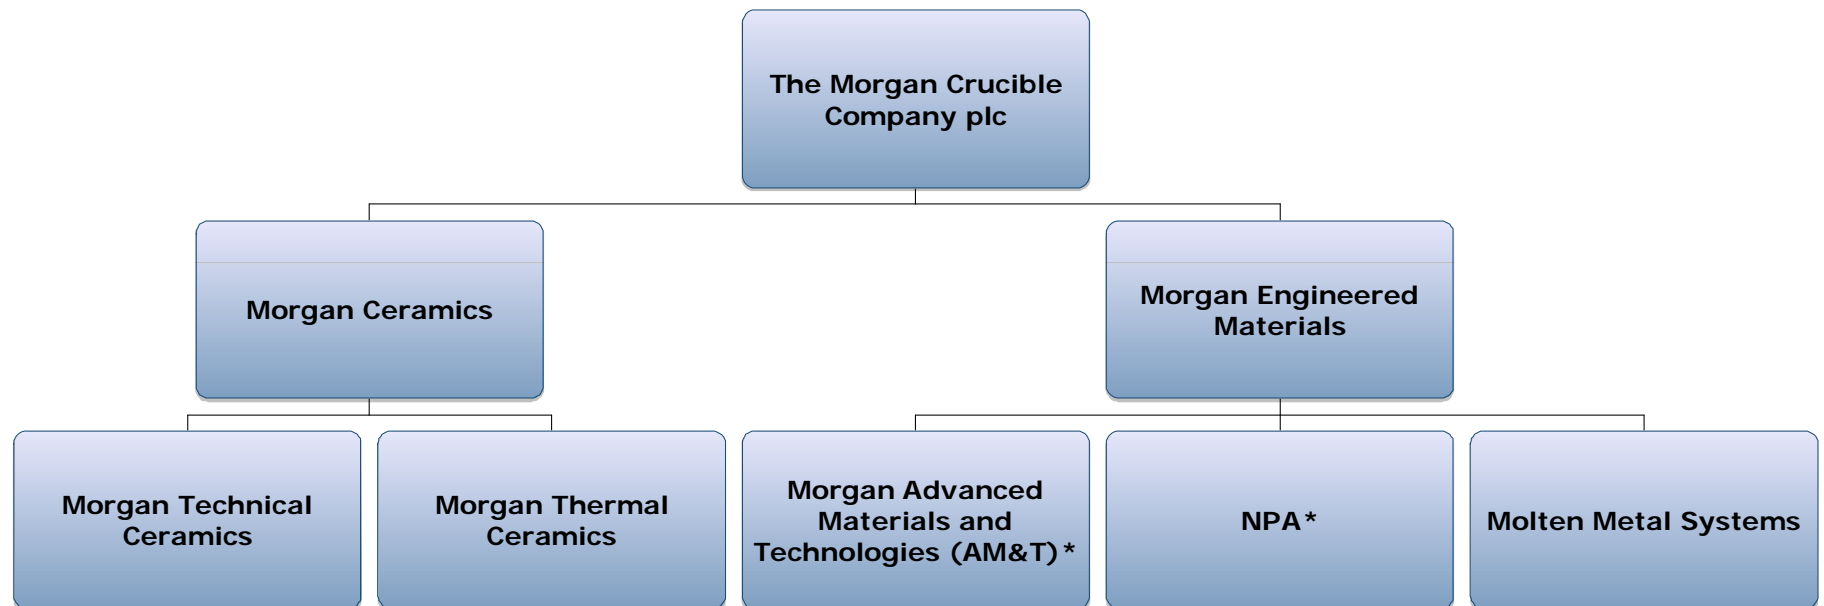 The Morgan Crucible
Company plc
Morgan Ceramics
Morgan Engineered
Materials
Morgan Technical
Ceramics
Morgan Thermal
Ceramics
Morgan Advanced
Materials and
Technologies (AM&T)*
NPA*
Molten Metal Systems